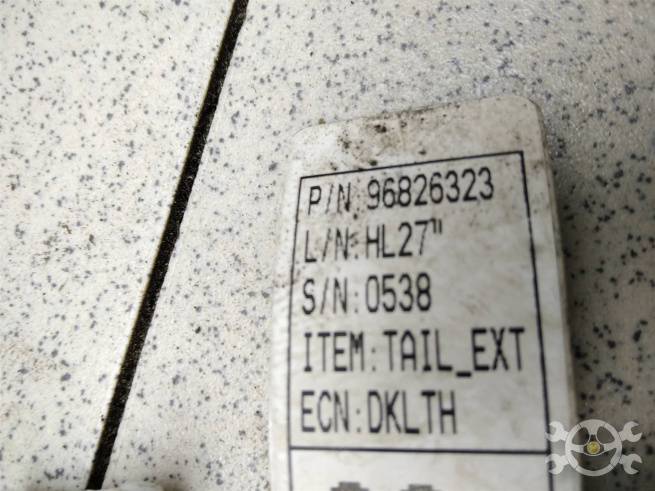 P/N:96826323
L/N:HL27"
S/N:0538
ITEM:TAIL_EXT
ECN:DKLTH